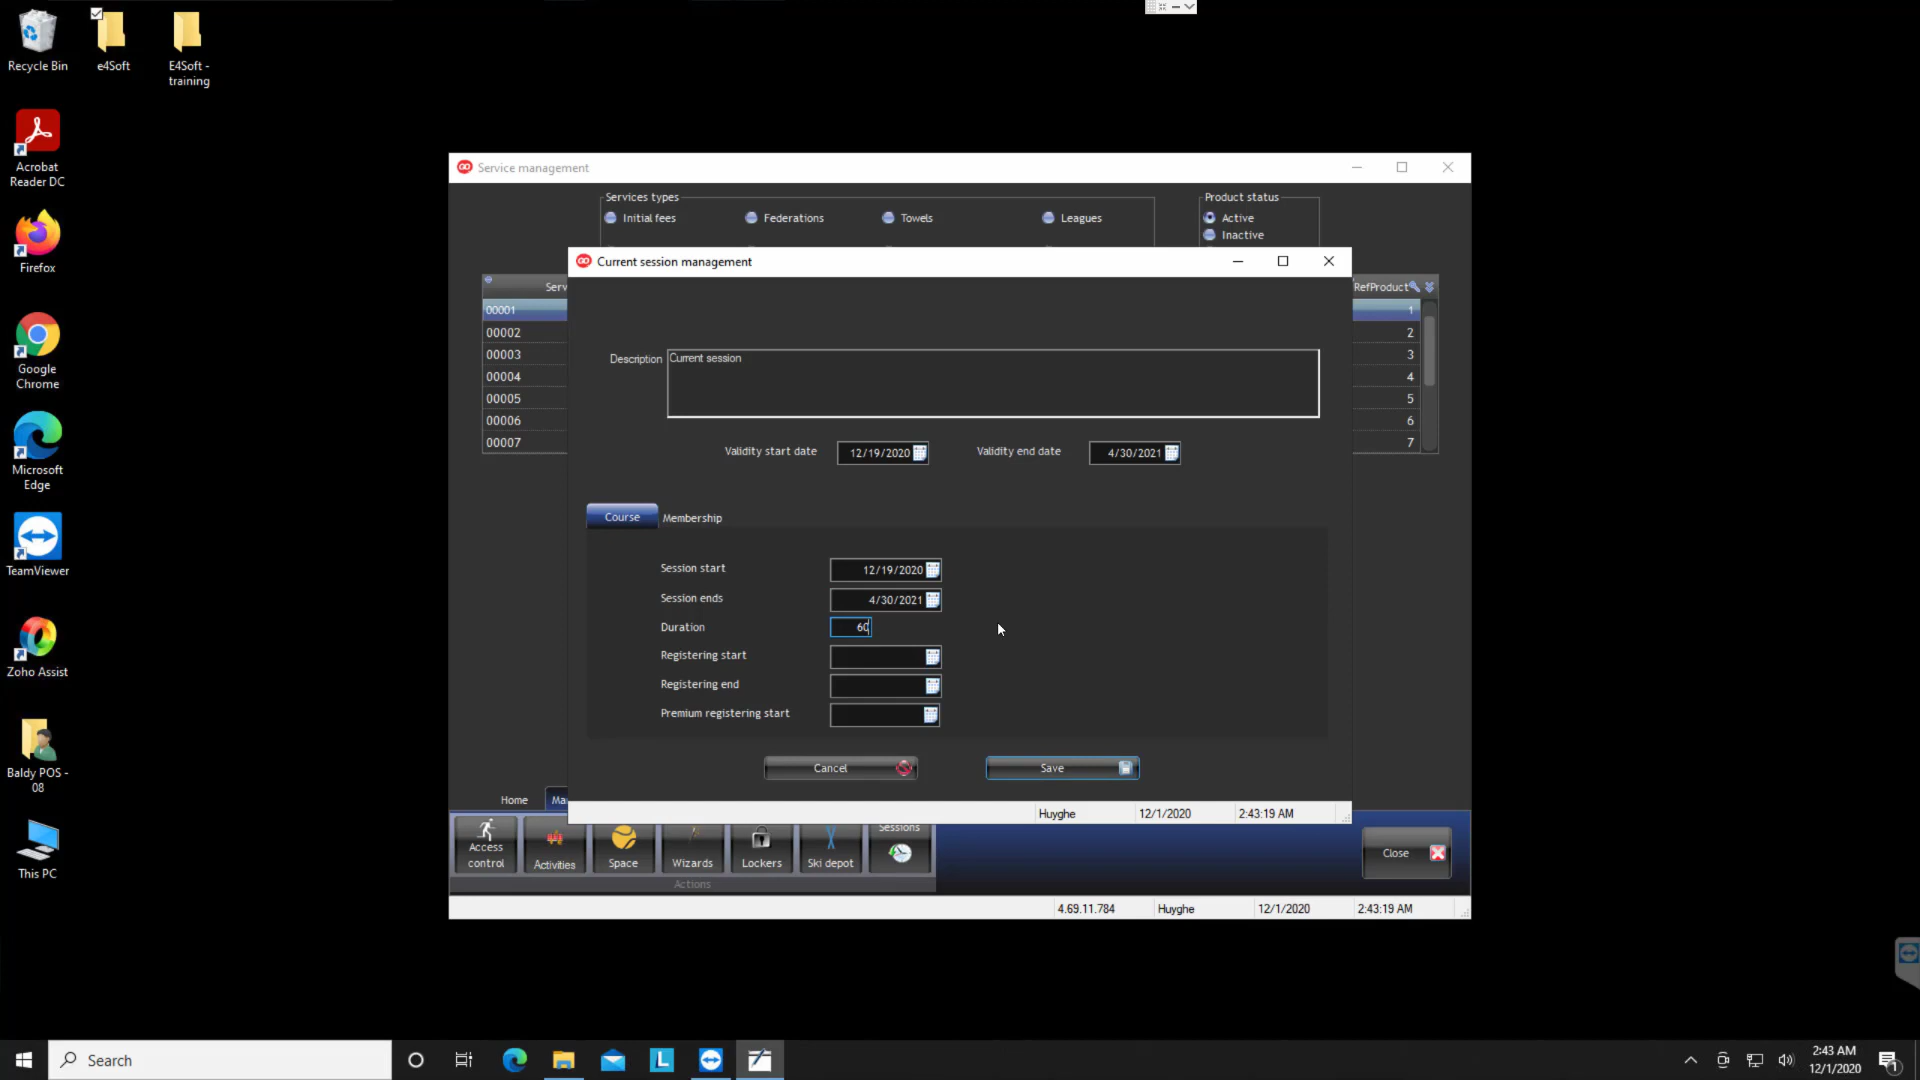 Recycle Bin
e4Soft
E4Soft -
training
Acrobat
Reader DC
Firefox
Google
Chrome
Microsoft
Edge
TeamViewer
Zoho Assist
Baldy POS -
08
This PC
Service management
Services types
Initial fees
Federations
Towels
Leagues
Product status
Active
Inactive
Serv
RefProduct
00001
1
00002
2
00003
3
00004
4
00005
5
00006
6
00007
7
Current session management
Description
Current session
Validity start date
12/19/2020
Validity end date
4/30/2021
Course
Membership
Session start
12/19/2020
Session ends
4/30/2021
Duration
60
Registering start
Registering end
Premium registering start
Cancel
Save
Huyghe
12/1/2020
2:43:19 AM
Home
Ma
Access
control
Activities
Space
Wizards
Lockers
Ski depot
Sessions
Actions
Close
4.69.11.784
Huyghe
12/1/2020
2:43:19 AM
Search
L
2:43 AM
12/1/2020
1